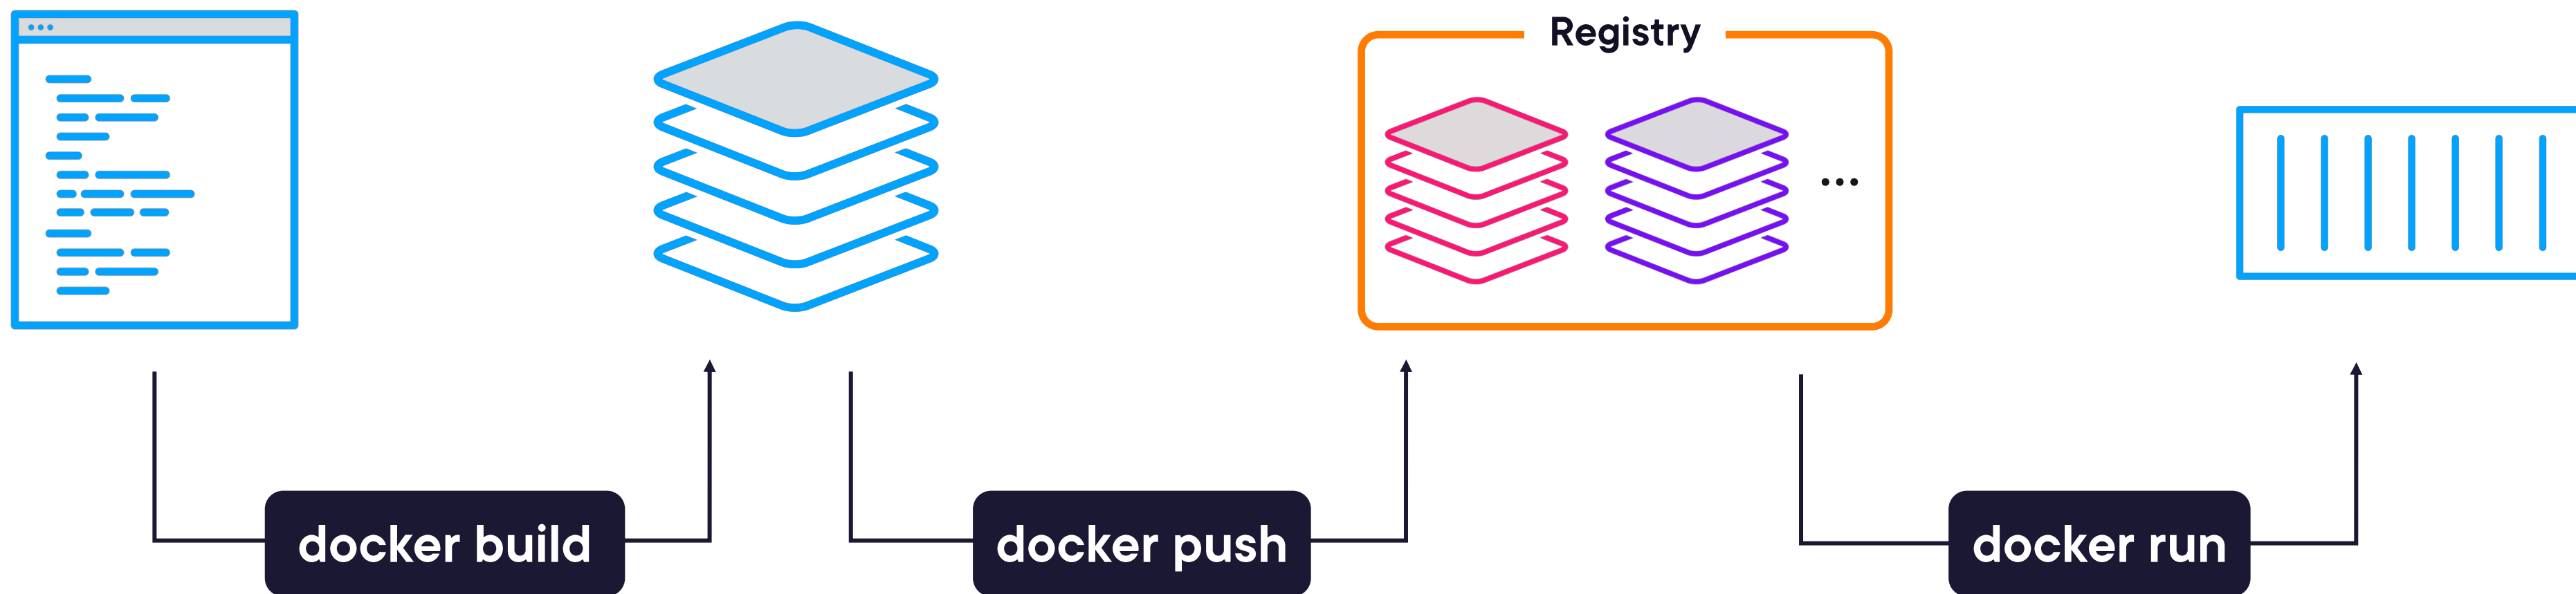 Registry
...
docker build
docker push
docker run